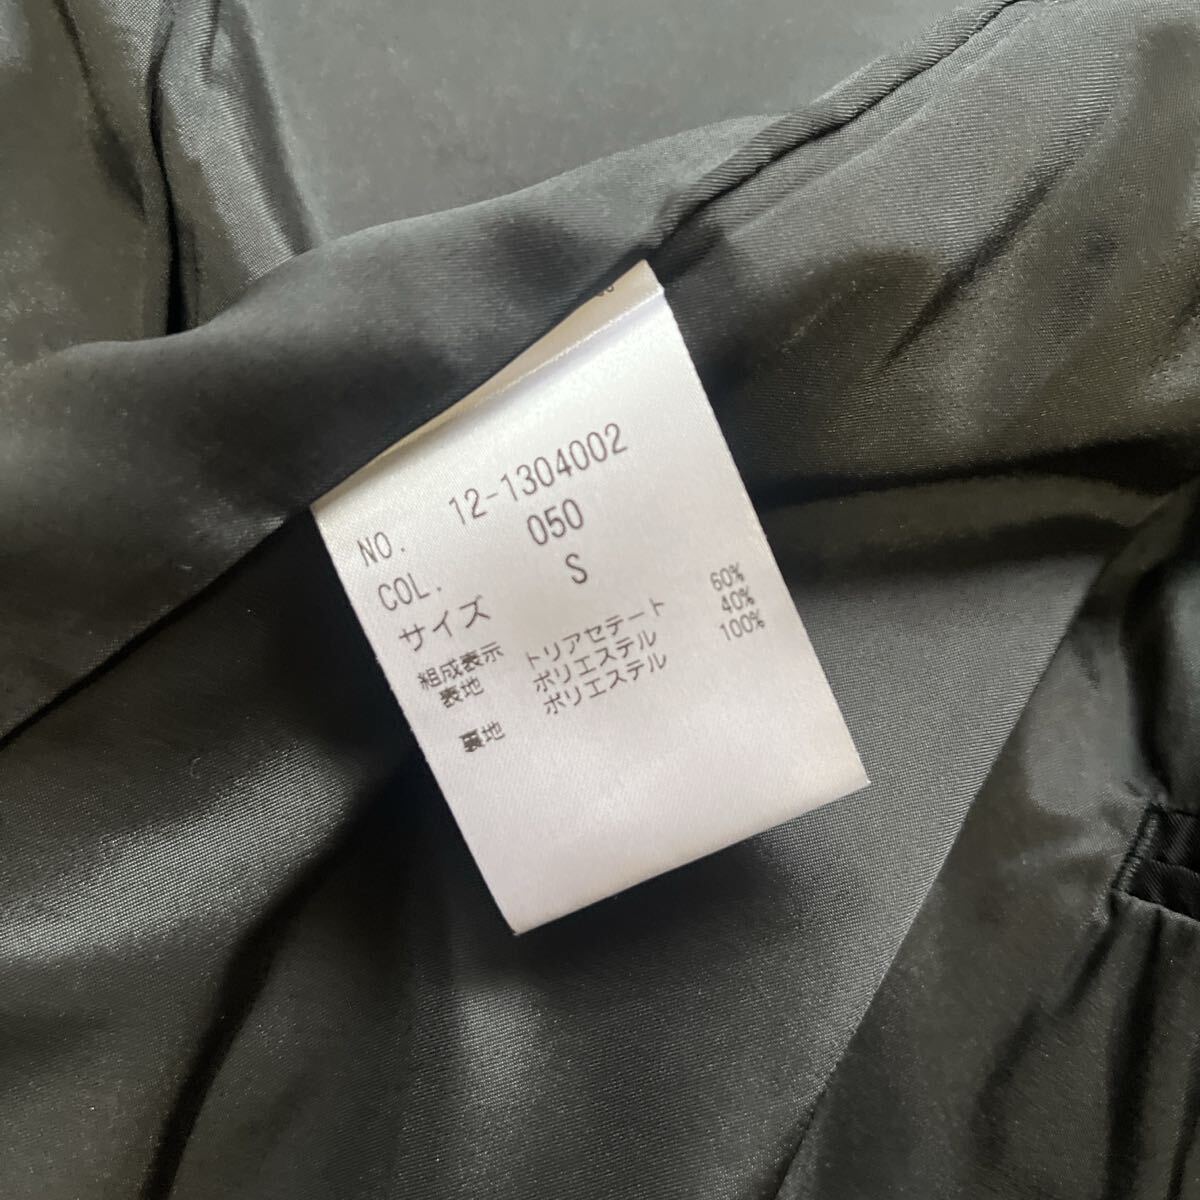 NO. 12-1304002
COL. 050
サイズ S
組成表示
表地 トリアセテート 60%
ポリエステル 40%
裏地 ポリエステル 100%